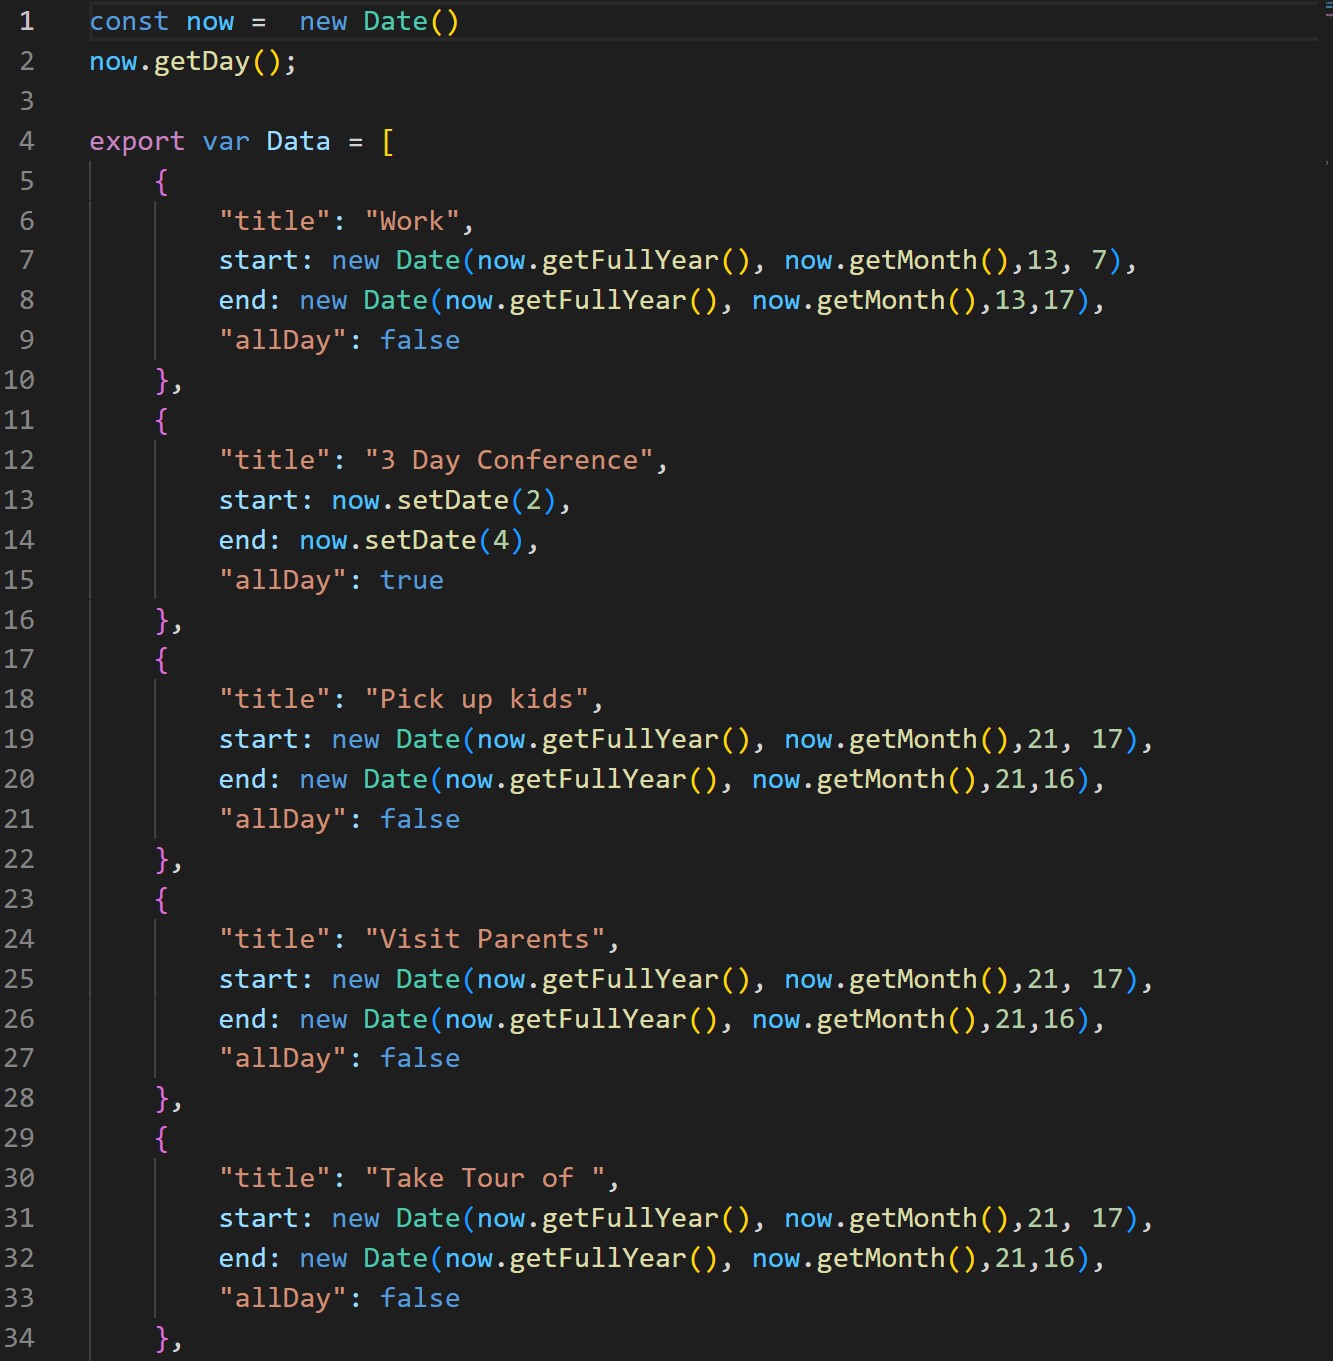 1 const now =  new Date()
2 now.getDay();
3
4 export var Data = [
5     {
6         "title": "Work",
7         start: new Date(now.getFullYear(), now.getMonth(),13, 7),
8         end: new Date(now.getFullYear(), now.getMonth(),13,17),
9         "allDay": false
10     },
11     {
12         "title": "3 Day Conference",
13         start: now.setDate(2),
14         end: now.setDate(4),
15         "allDay": true
16     },
17     {
18         "title": "Pick up kids",
19         start: new Date(now.getFullYear(), now.getMonth(),21, 17),
20         end: new Date(now.getFullYear(), now.getMonth(),21,16),
21         "allDay": false
22     },
23     {
24         "title": "Visit Parents",
25         start: new Date(now.getFullYear(), now.getMonth(),21, 17),
26         end: new Date(now.getFullYear(), now.getMonth(),21,16),
27         "allDay": false
28     },
29     {
30         "title": "Take Tour of ",
31         start: new Date(now.getFullYear(), now.getMonth(),21, 17),
32         end: new Date(now.getFullYear(), now.getMonth(),21,16),
33         "allDay": false
34     },